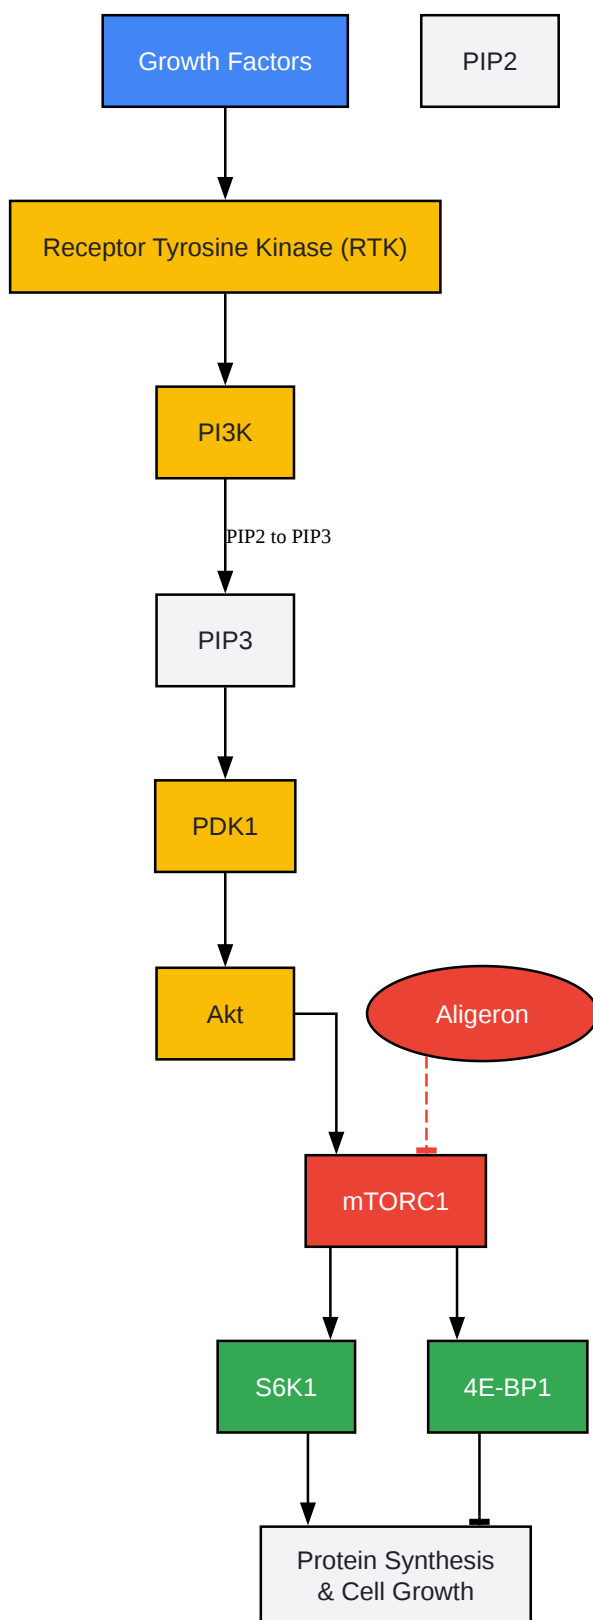 Growth Factors
PIP2
Receptor Tyrosine Kinase (RTK)
PI3K
PIP2 to PIP3
PIP3
PDK1
Akt
Aligeron
mTORC1
S6K1
4E-BP1
Protein Synthesis
& Cell Growth